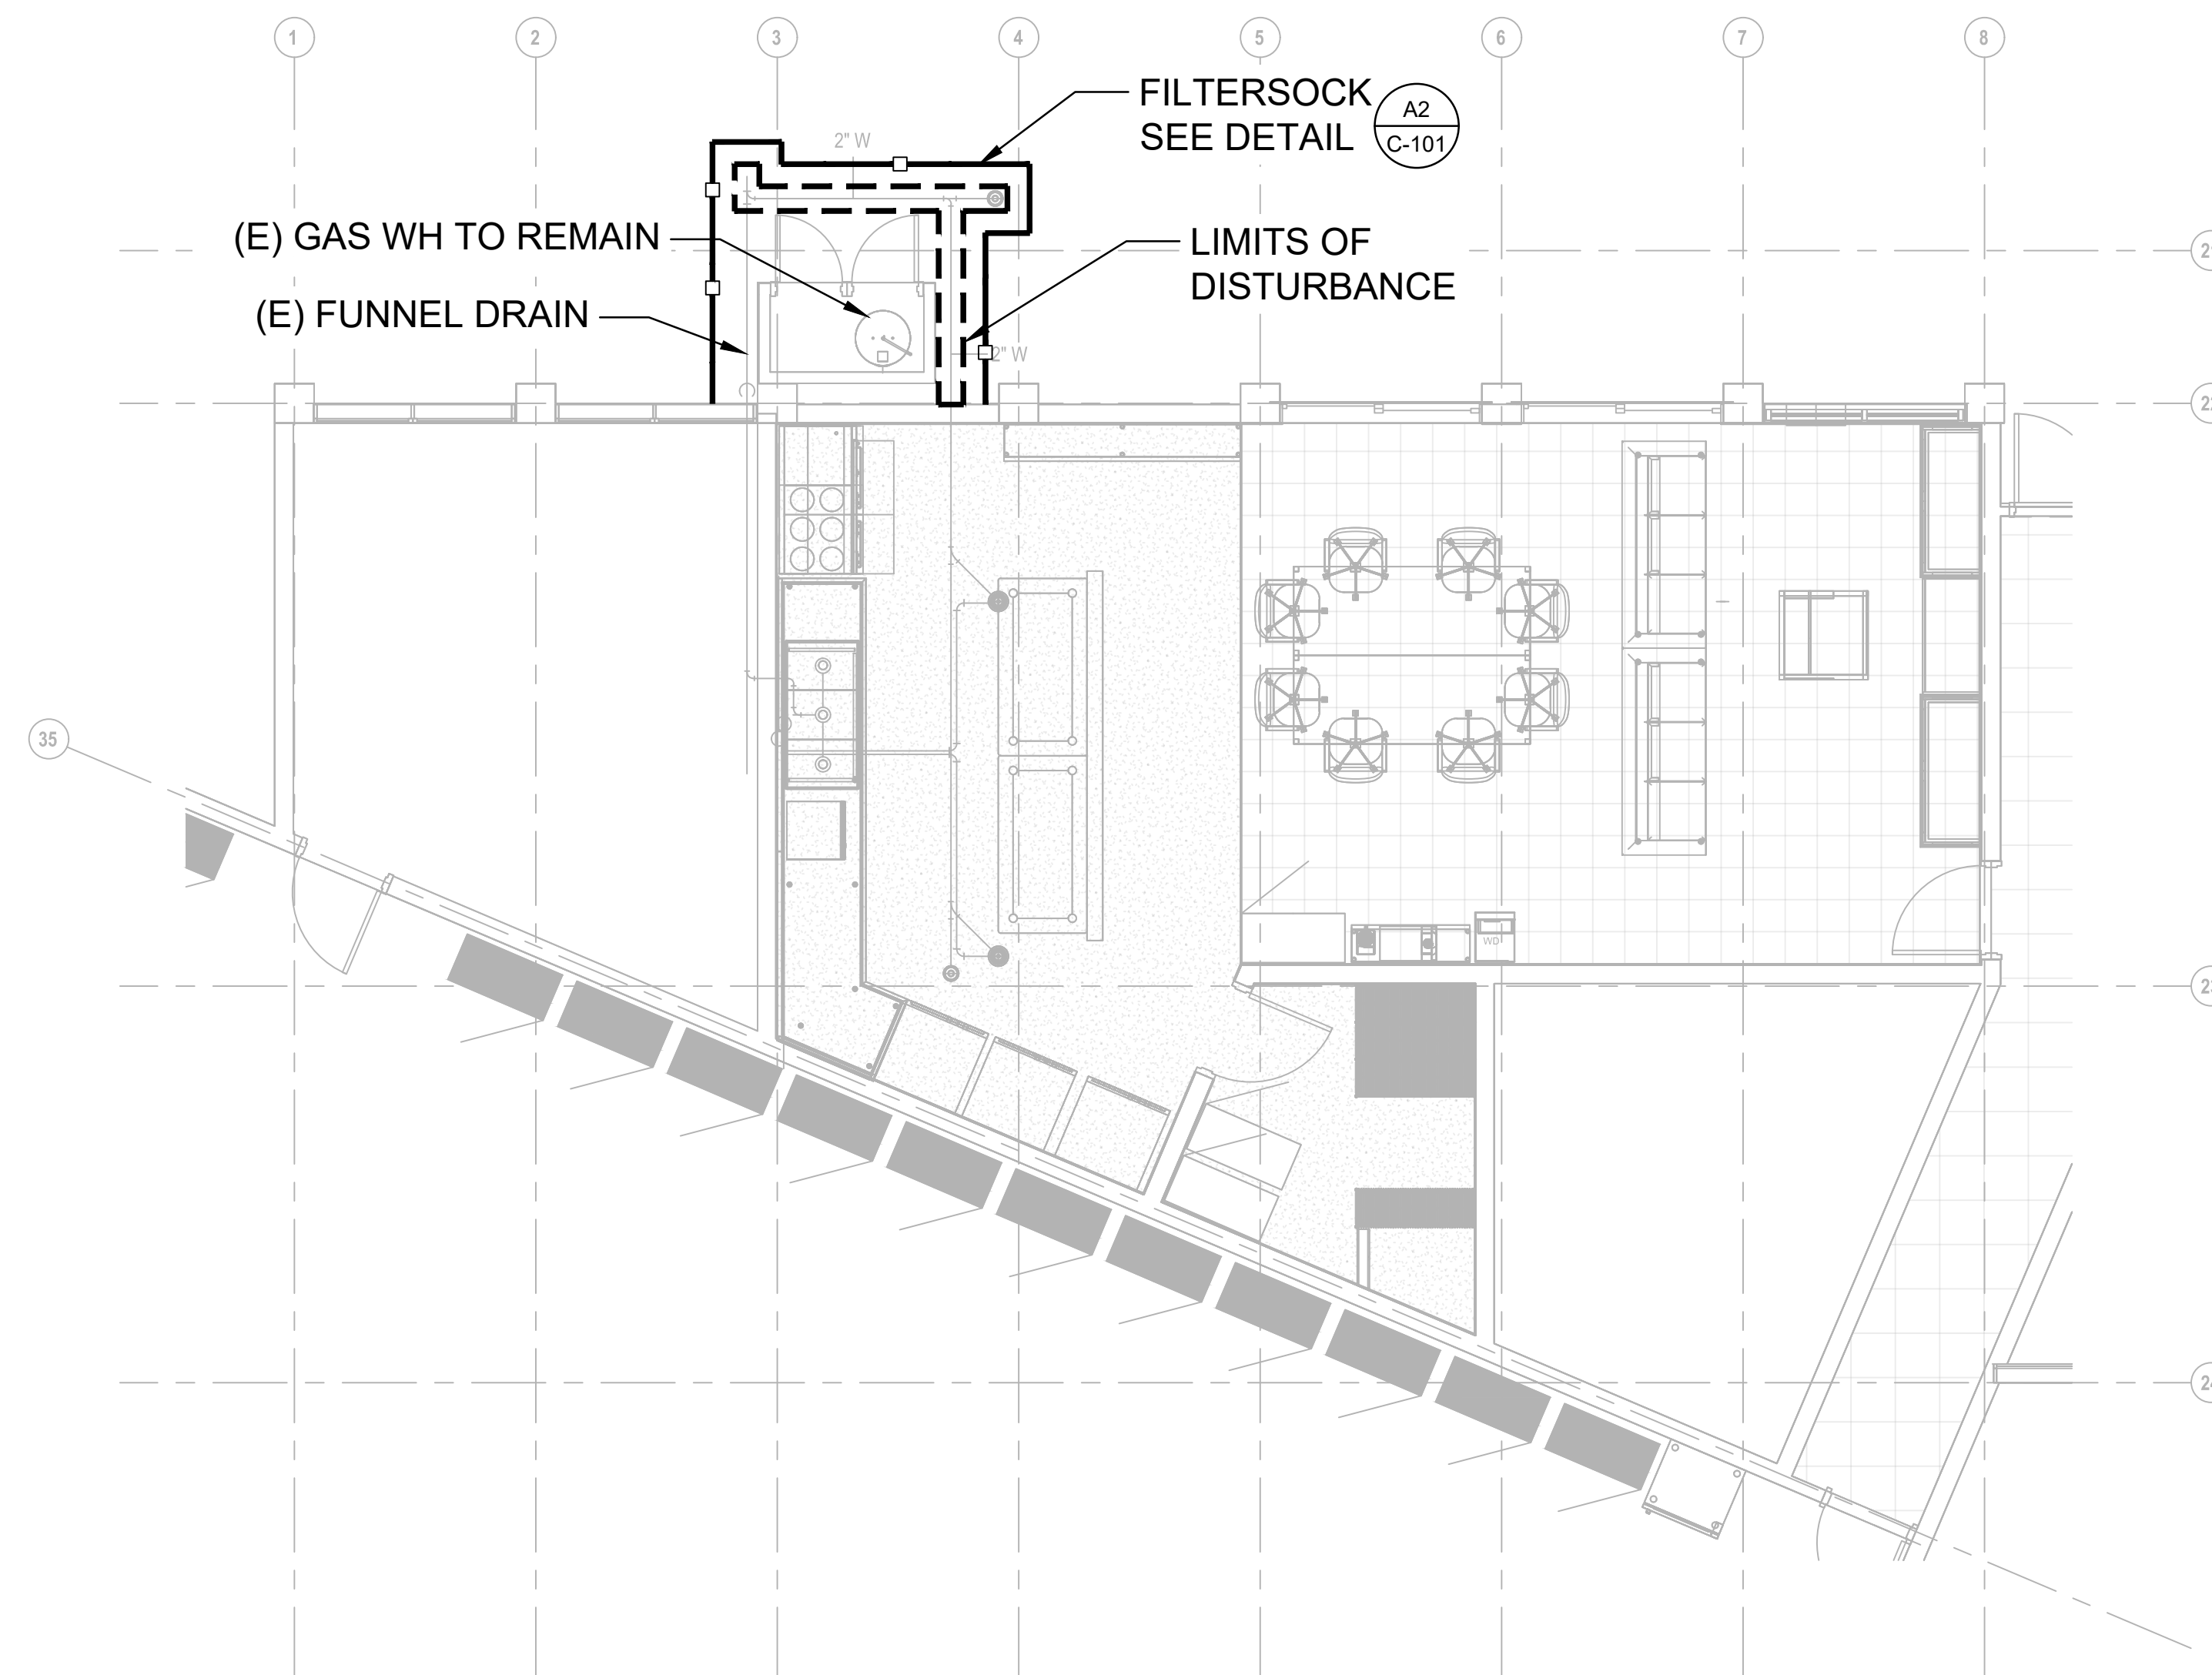 1 2 3 4 5 6 7 8
FILTERSOCK
SEE DETAIL
A2
C-101
2" W
(E) GAS WH TO REMAIN
LIMITS OF
DISTURBANCE
(E) FUNNEL DRAIN
2" W
35
WD